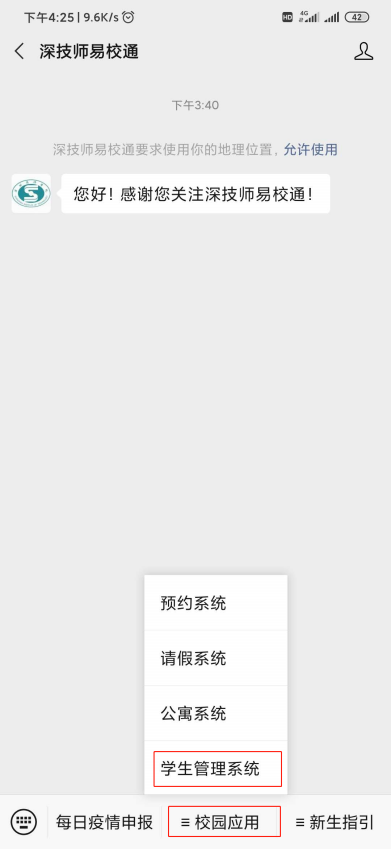 下午4:25 | 9.6K/s
HD 4G 42
深技师易校通
下午3:40
深技师易校通要求使用你的地理位置，允许使用
您好！感谢您关注深技师易校通！
预约系统
请假系统
公寓系统
学生管理系统
每日疫情申报 ≡ 校园应用 ≡ 新生指引